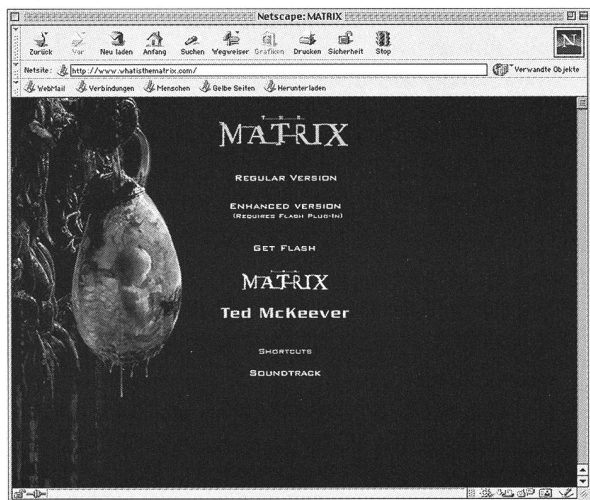 Netscape: MATRIX
Zurück Vor Neu laden Anfang Suchen Wegweiser Grafiken Drucken Sicherheit Stop
N
Netsite: http://www.whatisthematrix.com/ Verwandte Objekte
WebMail Verbindungen Menschen Gelbe Seiten Herunterladen
THE
MATRIX
REGULAR VERSION
ENHANCED VERSION
(REQUIRES FLASH PLUG-IN)
GET FLASH
MATRIX
Ted McKeever
SHORTCUTS
SOUNDTRACK